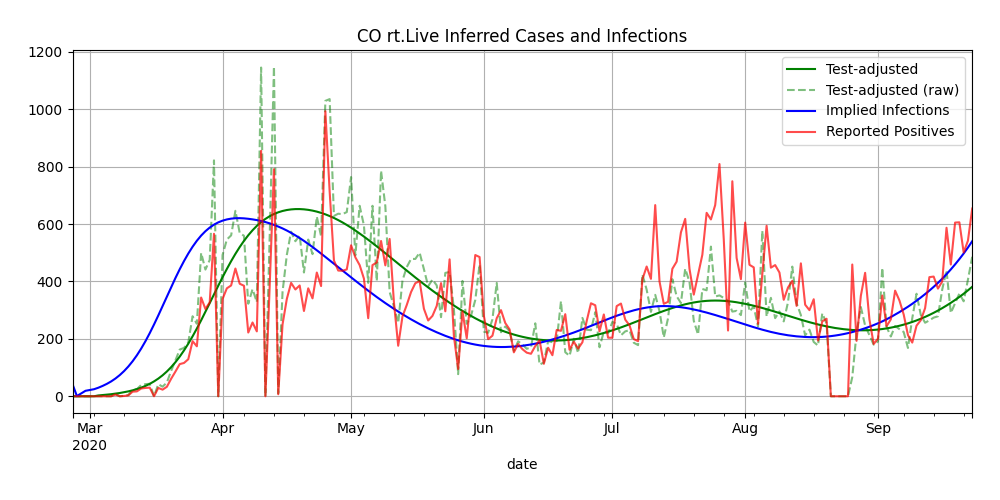 CO rt.Live Inferred Cases and Infections
1200
1000
800
600
400
200
0
Test-adjusted
Test-adjusted (raw)
Implied Infections
Reported Positives
Mar Apr May Jun Jul Aug Sep
2020
date